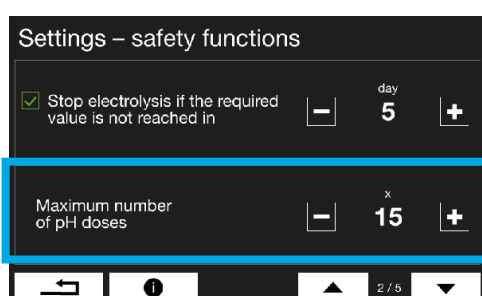 Settings – safety functions
Stop electrolysis if the required
value is not reached in
day
5
Maximum number
of pH doses
x
15
2/5